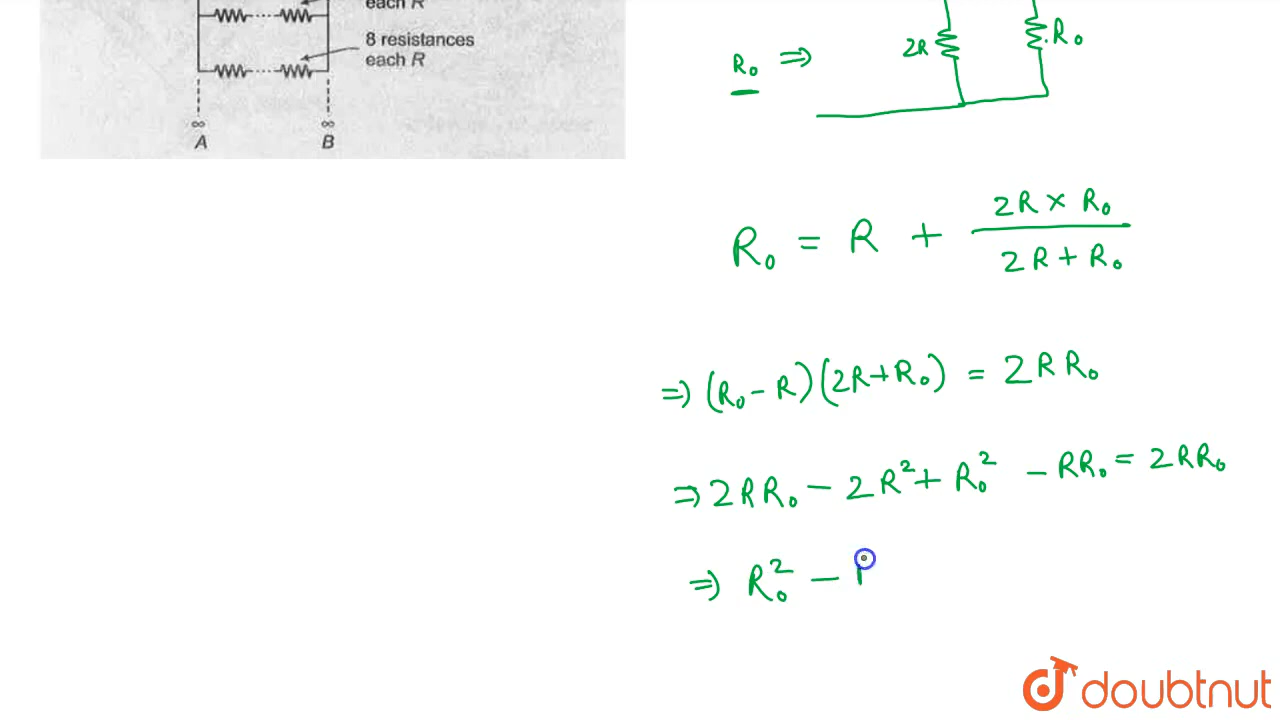 each R
8 resistances
each R
∞ ∞
A B
2R R₀
R₀ ⇒
R₀ = R + (2R × R₀)/(2R + R₀)
⇒ (R₀ - R)(2R + R₀) = 2RR₀
⇒ 2RR₀ - 2R² + R₀² - RR₀ = 2RR₀
⇒ R₀² -
doubtnut